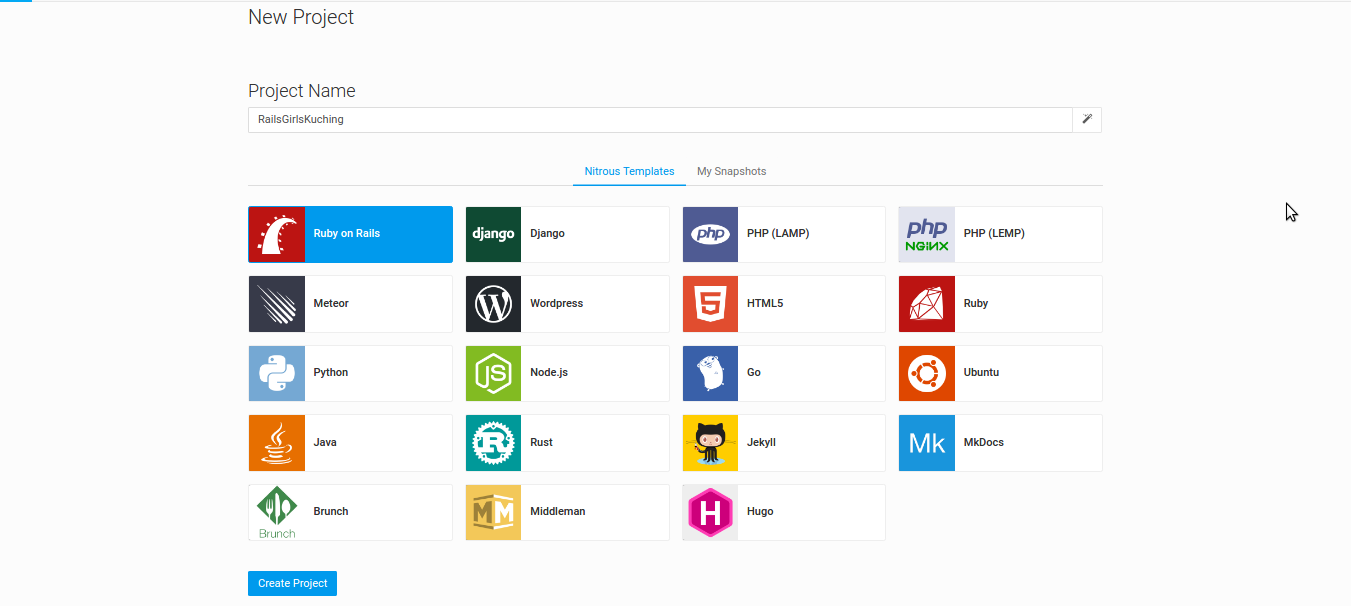 New Project
Project Name
RailsGirlsKuching
Nitrous Templates My Snapshots
Ruby on Rails
django Django
php PHP (LAMP)
php NGiNX PHP (LEMP)
Meteor
W Wordpress
5 HTML5
Ruby
Python
JS Node.js
Go
Ubuntu
Java
R Rust
Jekyll
Mk MkDocs
Brunch Brunch
MM Middleman
H Hugo
Create Project